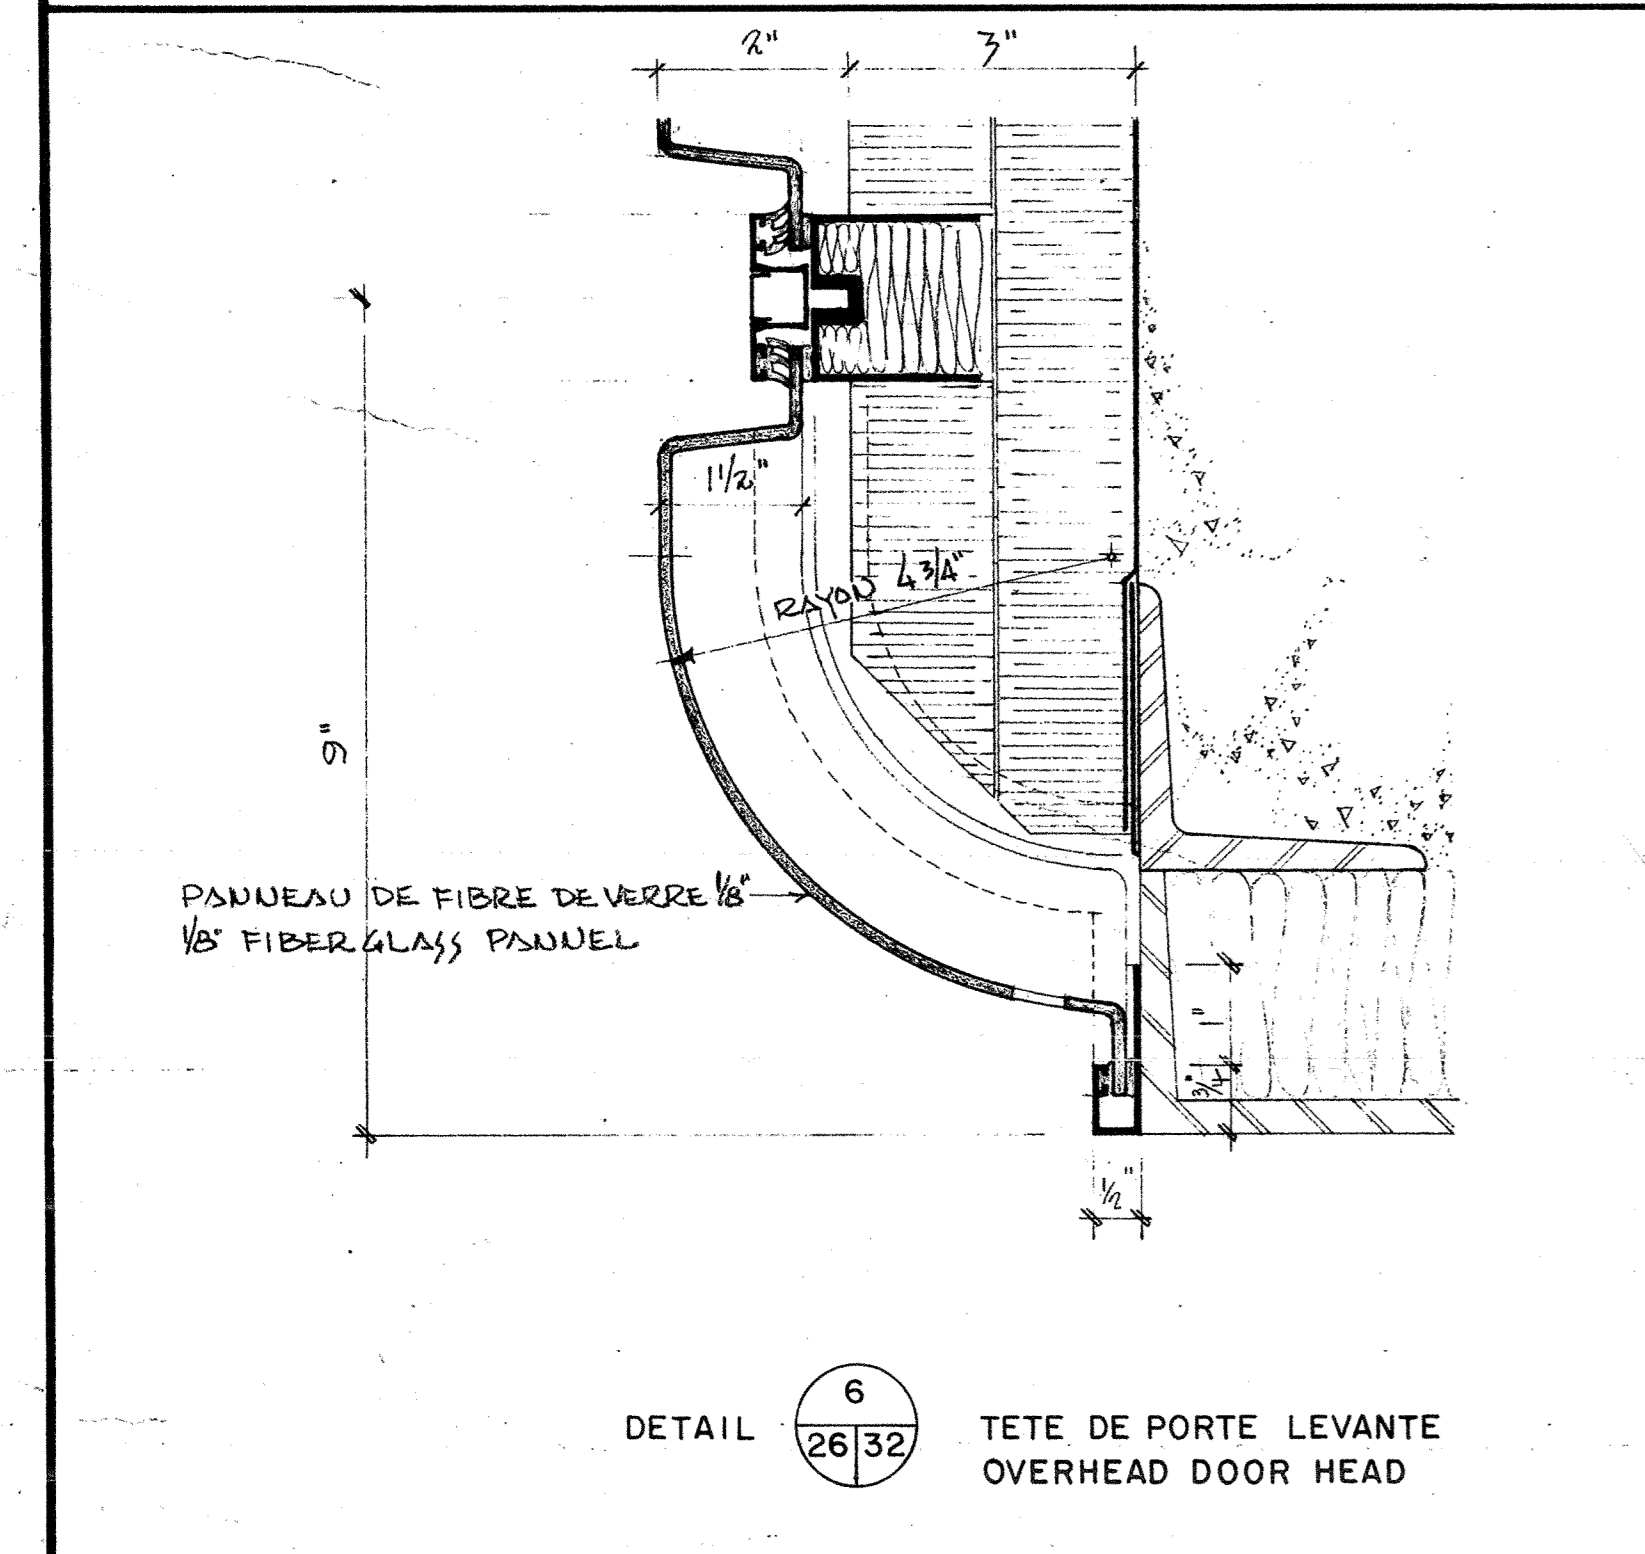 2" 3"
1 1/2"
RAYON 4 3/4"
9"
PANNEAU DE FIBRE DE VERRE 1/8"
1/8" FIBERGLASS PANNEL
1"
3/4"
1/2"
DETAIL 6 26 32 TETE DE PORTE LEVANTE
OVERHEAD DOOR HEAD